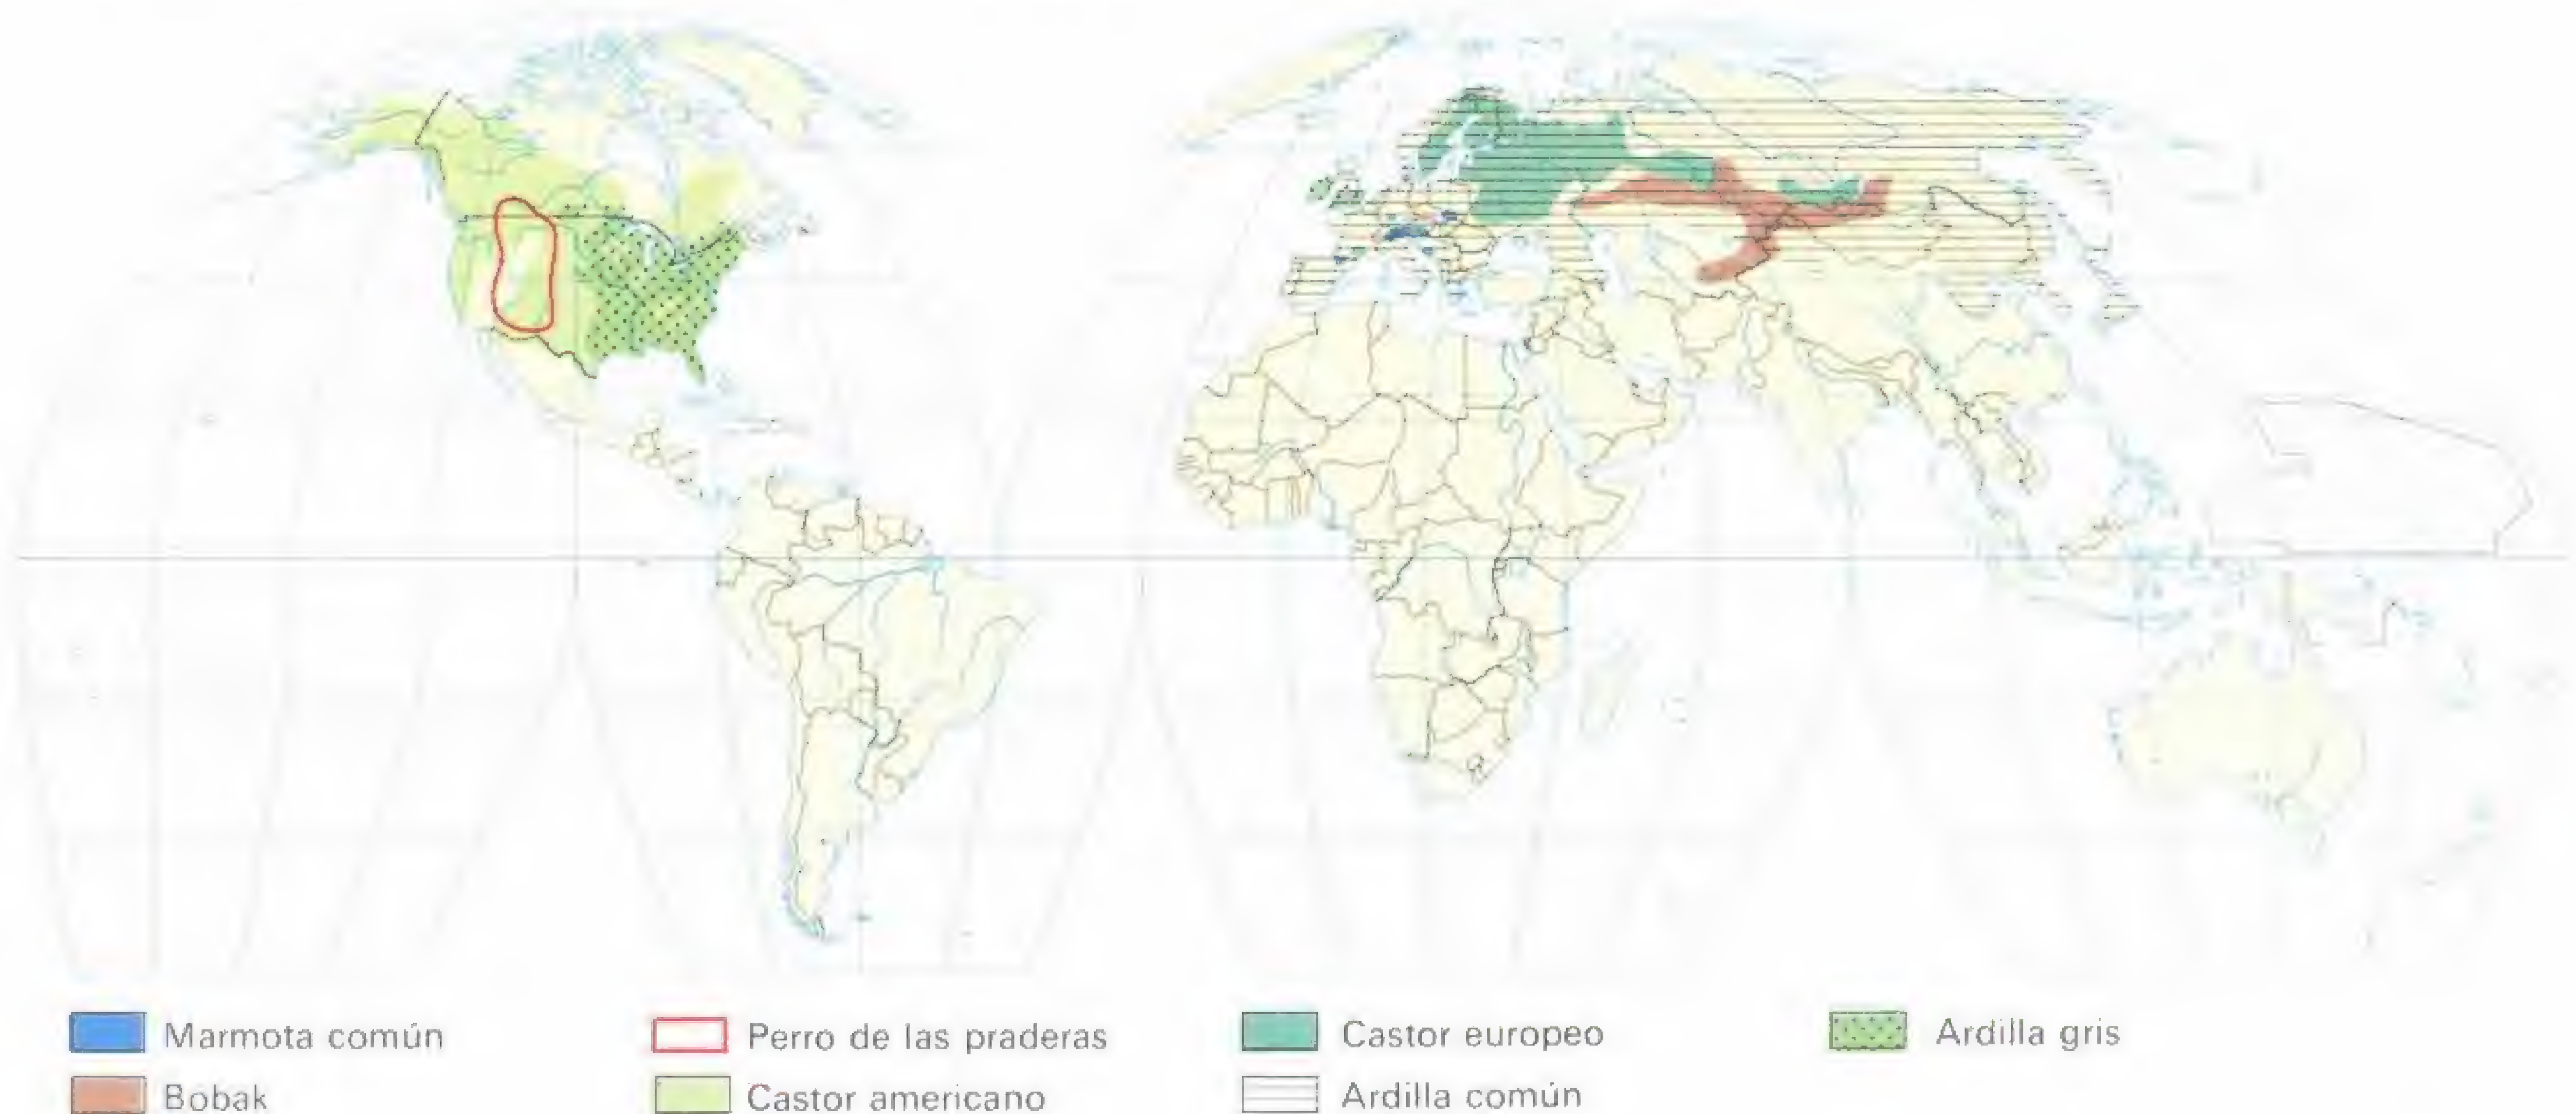 Marmota común
Perro de las praderas
Castor europeo
Ardilla gris
Bobak
Castor americano
Ardilla común